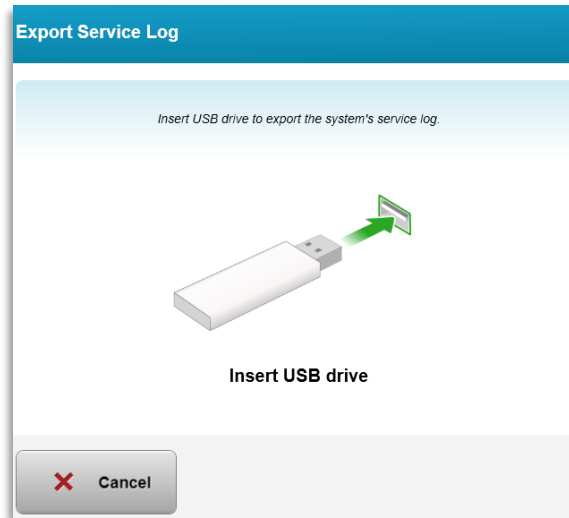 Export Service Log
Insert USB drive to export the system's service log.
Insert USB drive
Cancel